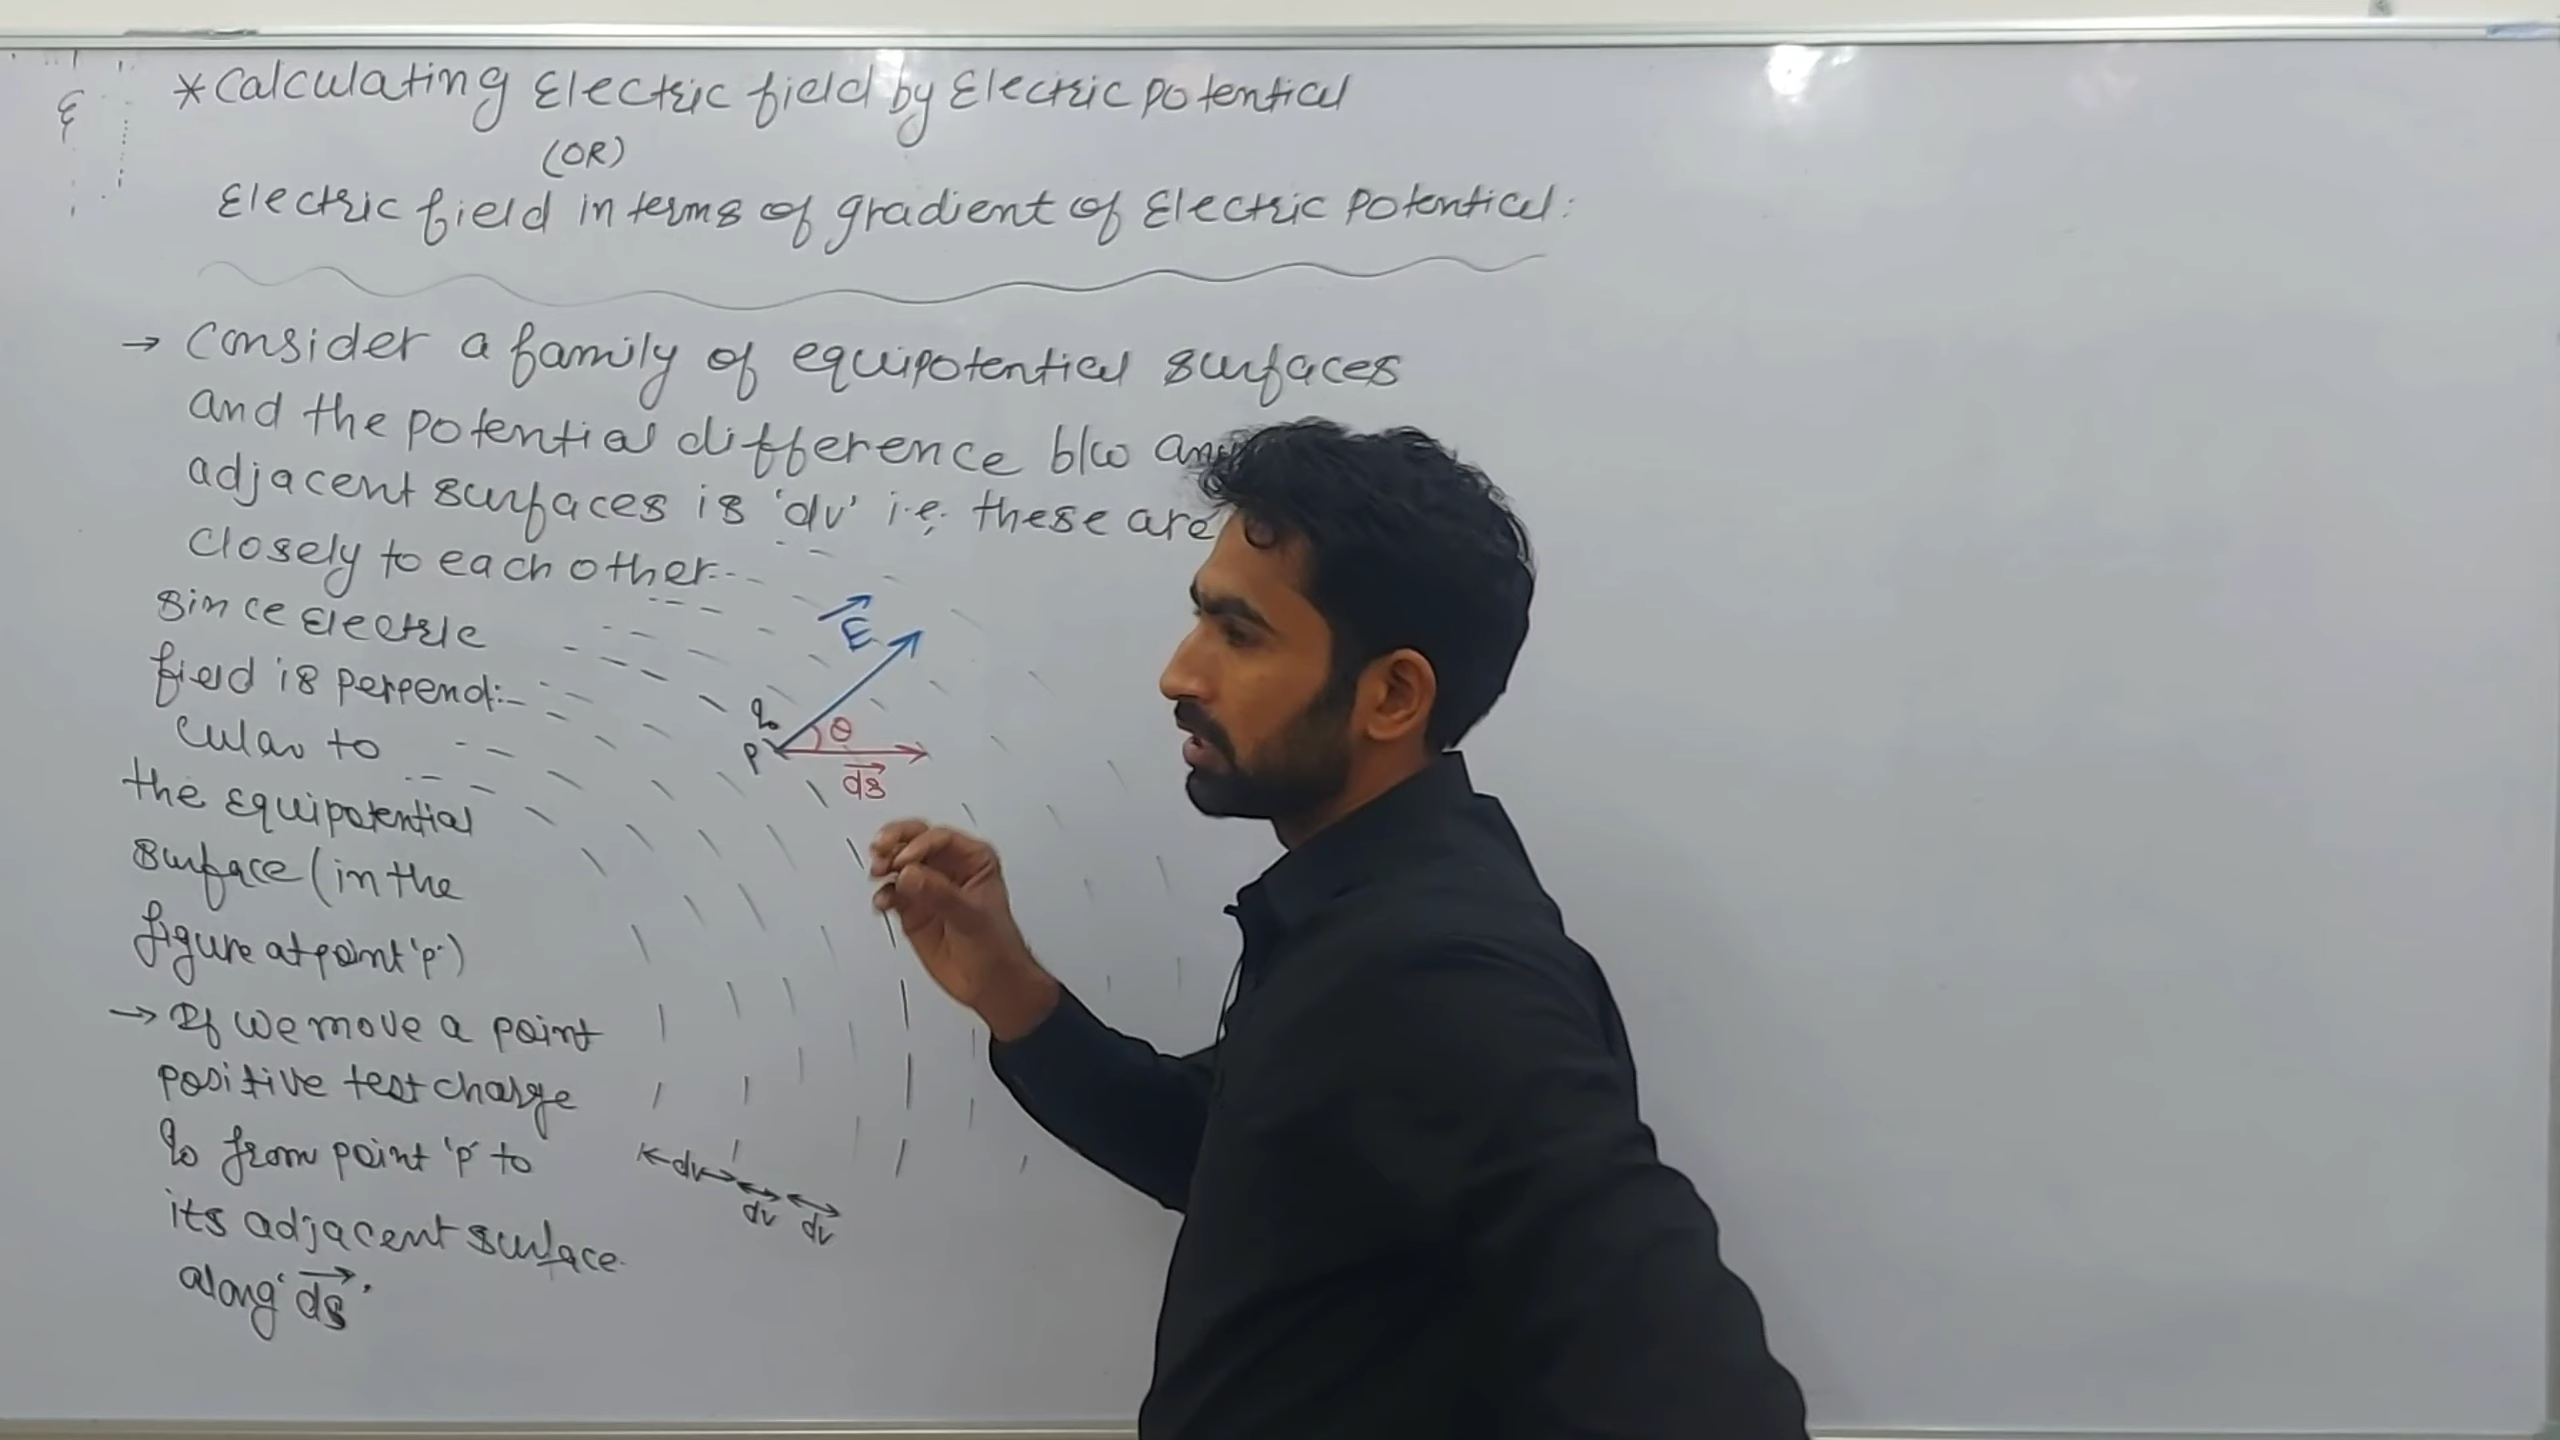 *Calculating Electric field by Electric potential
(OR)
Electric field in terms of gradient of Electric Potential:
→ Consider a family of equipotential surfaces
and the potential difference b/w any
adjacent surfaces is 'dv' i.e. these are
closely to each other.
Since Electric
field is perpendi-
cular to
the equipotential
surface (in the
figure at point 'p')
→ If we move a point
positive test charge
q₀ from point 'p' to
its adjacent surface
along 'ds'
E
q₀
θ
P
ds
dv
dv
dv
ξ